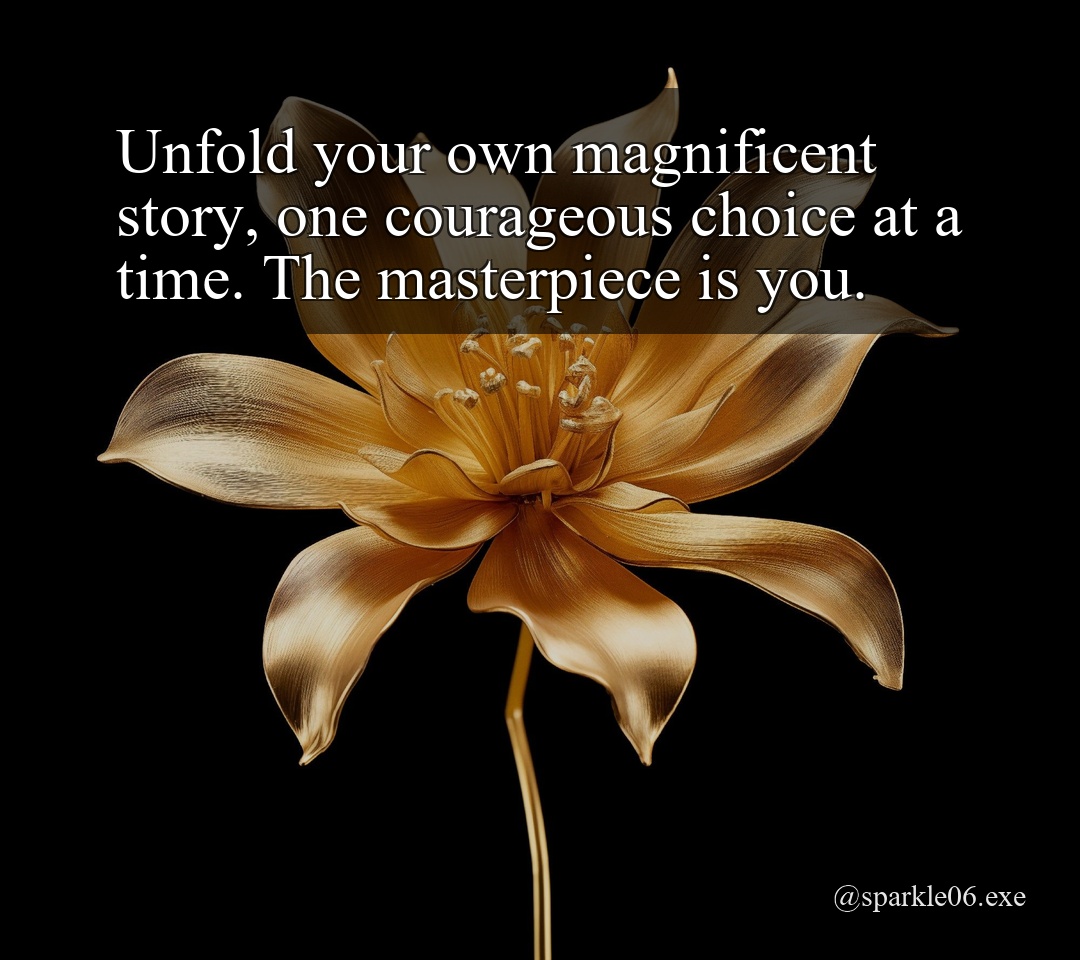 Unfold your own magnificent
story, one courageous choice at a
time. The masterpiece is you.
@sparkle06.exe